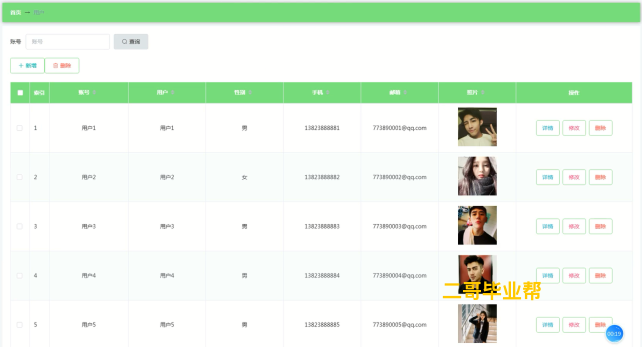 首页 用户
账号 账号 查询
新增 删除
索引 账号 用户 性别 手机 邮箱 照片 操作
1 用户1 用户1 男 13823888881 773890001@qq.com 详情 修改 删除
2 用户2 用户2 女 13823888882 773890002@qq.com 详情 修改 删除
3 用户3 用户3 男 13823888883 773890003@qq.com 详情 修改 删除
4 用户4 用户4 男 13823888884 773890004@qq.com 详情 修改 删除
二哥毕业帮
5 用户5 用户5 男 13823888885 773890005@qq.com 详情 修改 删除
00:19